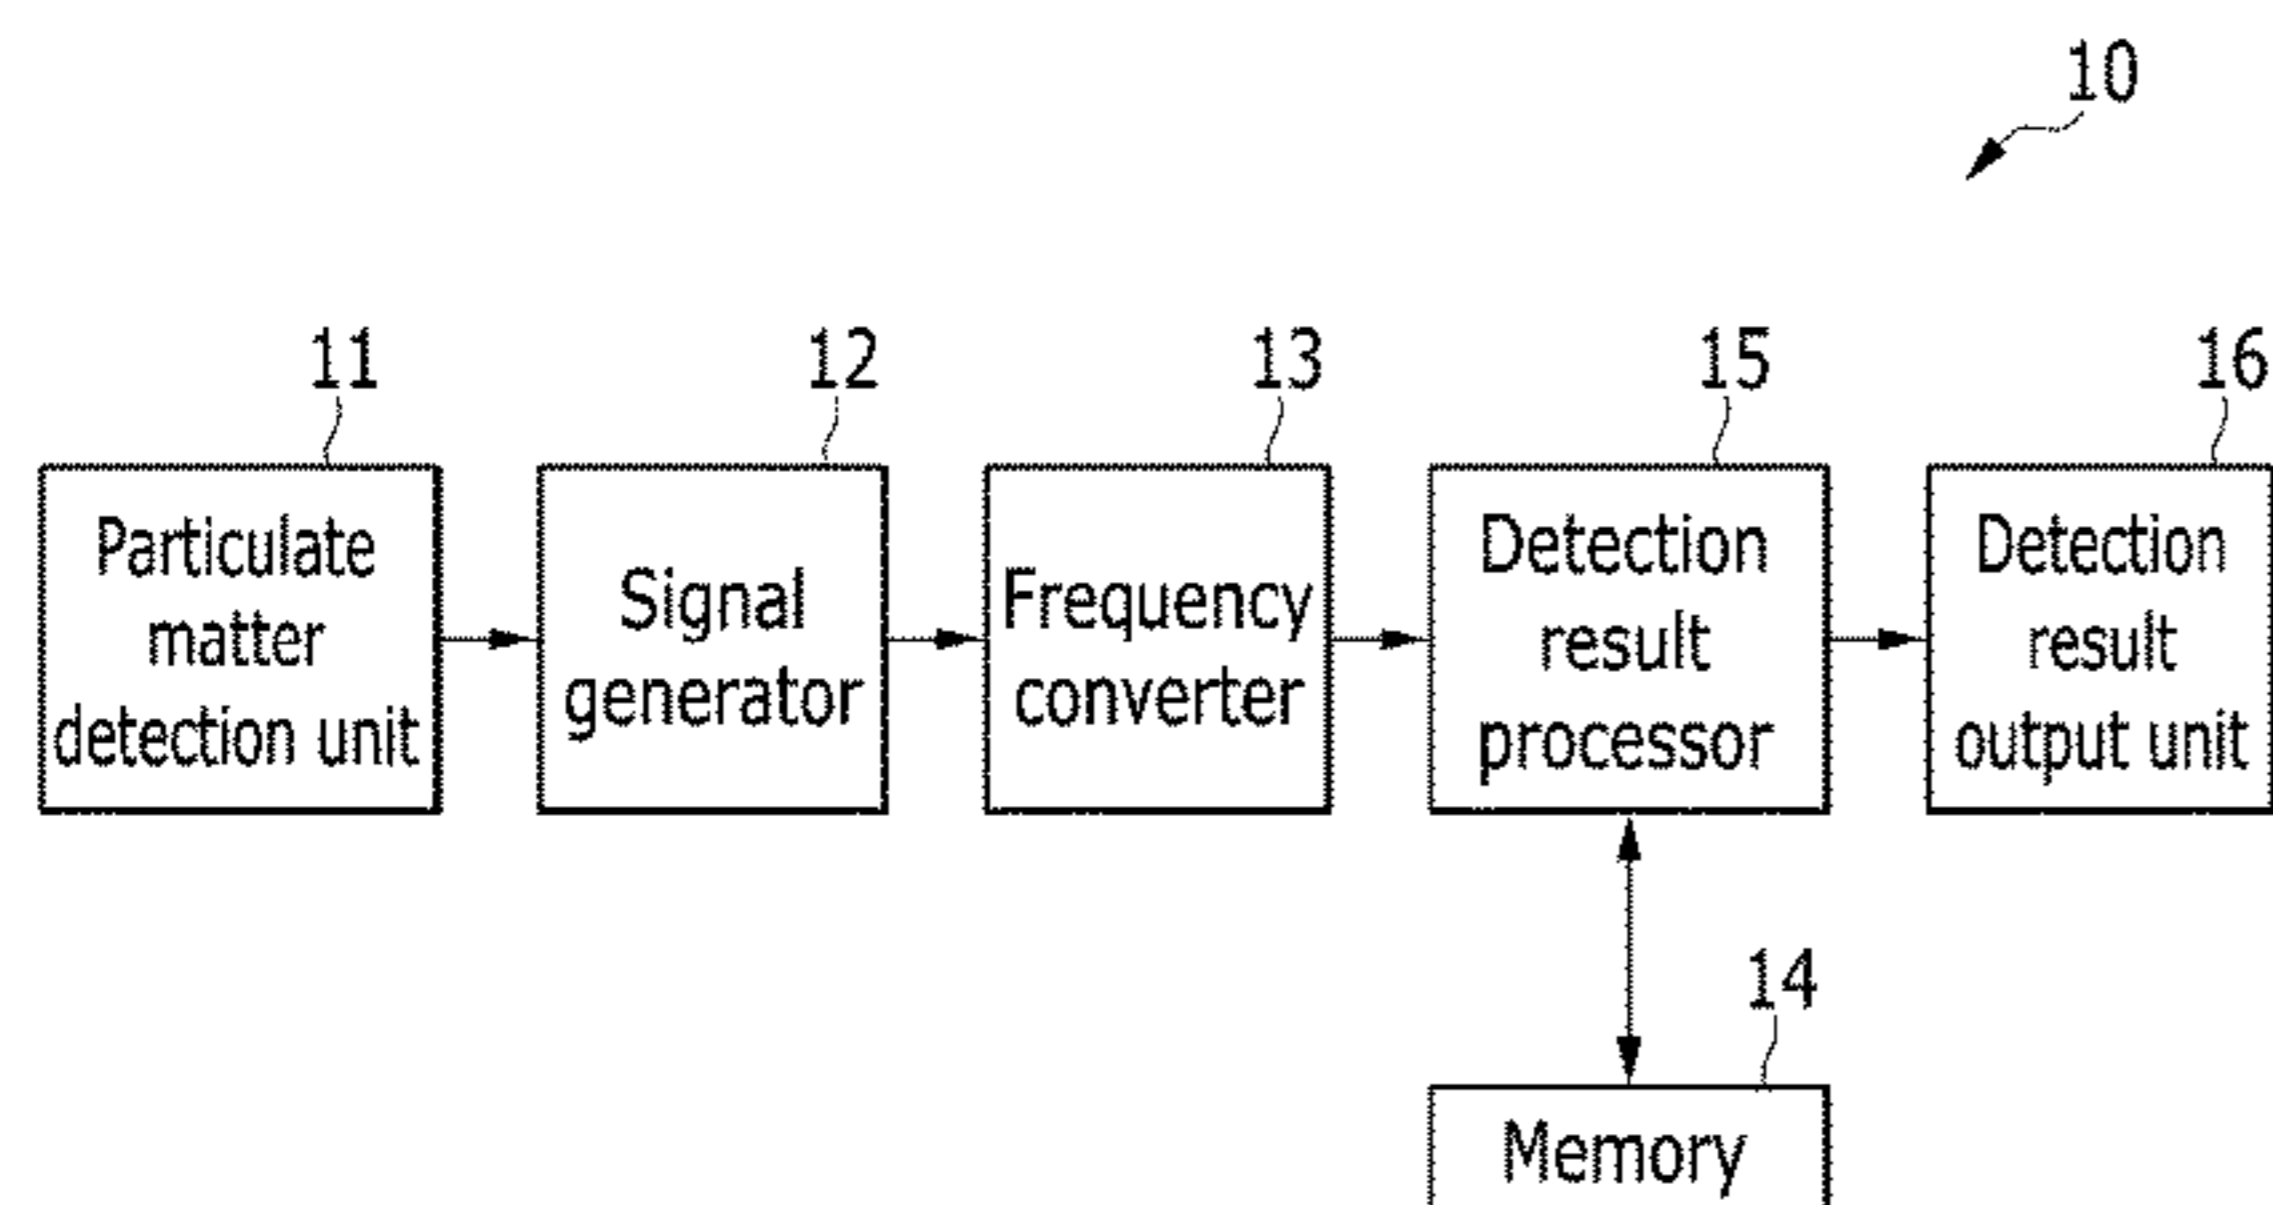 10
11
12
13
15
16
Particulate
matter
detection unit
Signal
generator
Frequency
converter
Detection
result
processor
Detection
result
output unit
14
Memory